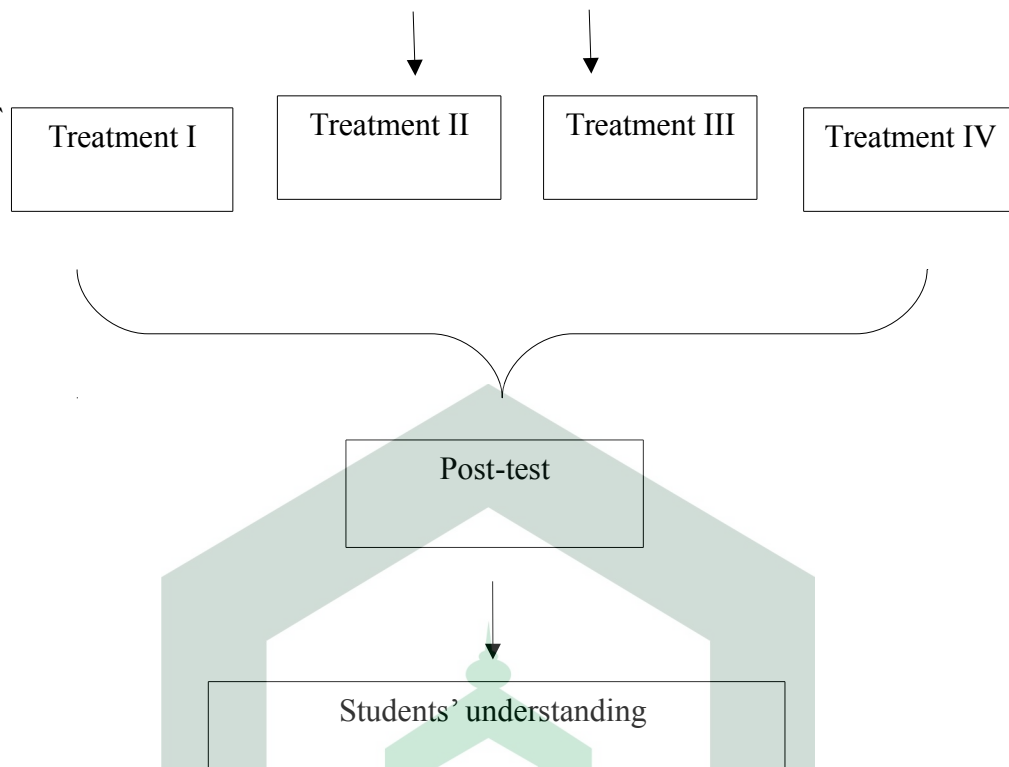 Treatment I
Treatment II
Treatment III
Treatment IV
Post-test
Students’ understanding